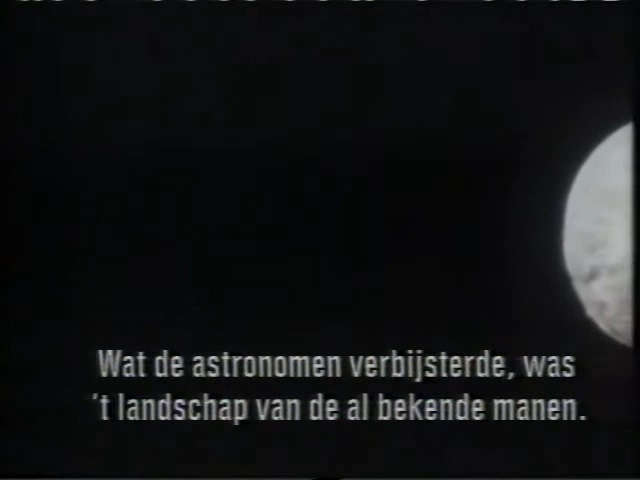 Wat de astronomen verbijsterde, was
't landschap van de al bekende manen.